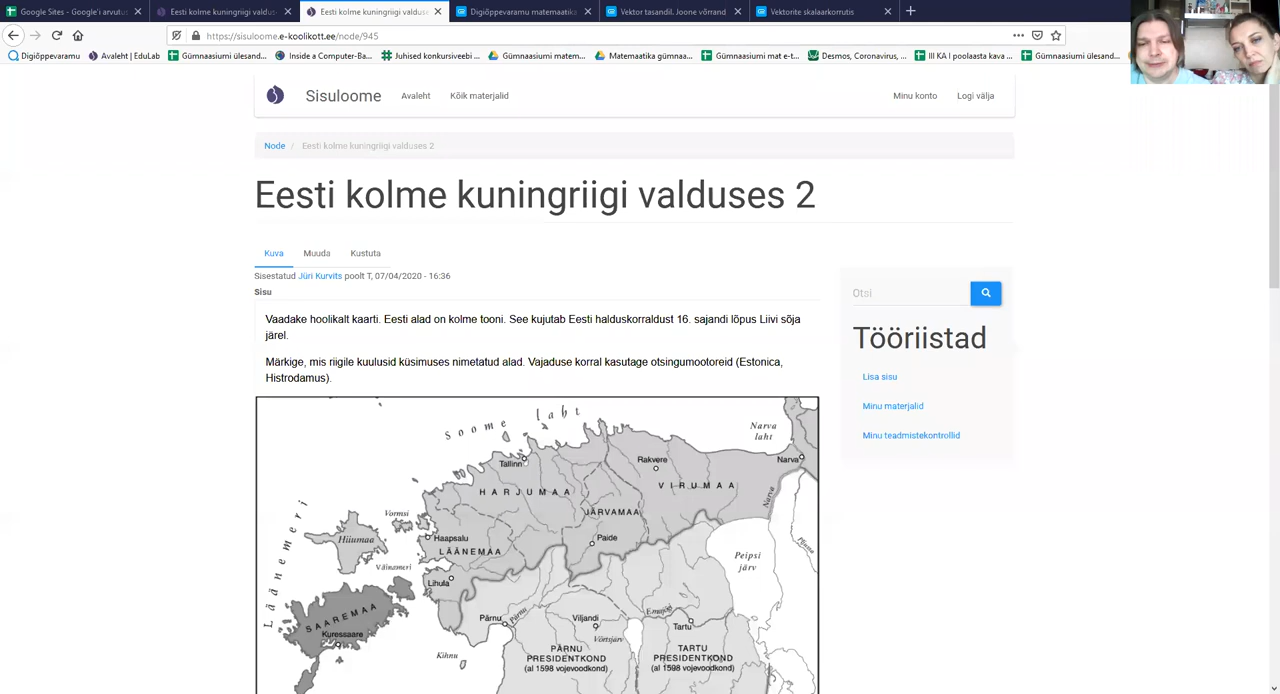 Google Sites - Google'i arvutus
Eesti kolme kuningriigi valdus
Eesti kolme kuningriigi valduse
Digiõppevaramu matemaatika
Vektor tasandil. Joone võrrand
Vektorite skalaarkorrutis
https://sisuloome.e-koolikott.ee/node/945
Digiõppevaramu
Avaleht | EduLab
Gümnaasiumi ülesand...
Inside a Computer-Ba...
Juhised konkursiveebi ...
Gümnaasiumi matem...
Matemaatika gümnaa...
Gümnaasiumi mat e-t...
Desmos, Coronavirus, ...
III KA I poolaasta kava ...
Gümnaasiumi ülesand...
Sisuloome
Avaleht
Kõik materjalid
Minu konto
Logi välja
Node / Eesti kolme kuningriigi valduses 2
Eesti kolme kuningriigi valduses 2
Kuva
Muuda
Kustuta
Sisestatud Jüri Kurvits poolt T, 07/04/2020 - 16:36
Sisu
Vaadake hoolikalt kaarti. Eesti alad on kolme tooni. See kujutab Eesti halduskorraldust 16. sajandi lõpus Liivi sõja
järel.
Märkige, mis riigile kuulusid küsimuses nimetatud alad. Vajaduse korral kasutage otsingumootoreid (Estonica,
Histrodamus).
Otsi
Tööriistad
Lisa sisu
Minu materjalid
Minu teadmistekontrollid
Soome laht
Narva
laht
Tallinn
Rakvere
Narva
HARJUMAA
VIRUMAA
Narva
Läänemeri
Vormsi
JÄRVAMAA
Hiiumaa
Haapsalu
Paide
LÄÄNEMAA
Peipsi
järv
Väinameri
Lihula
SAAREMAA
Kuressaare
Pärnu
Pärnu
Viljandi
Emajõgi
Tartu
Kihnu
Võrtsjärv
PÄRNU
PRESIDENTKOND
(al 1598 vojevoodkond)
TARTU
PRESIDENTKOND
(al 1598 vojevoodkond)